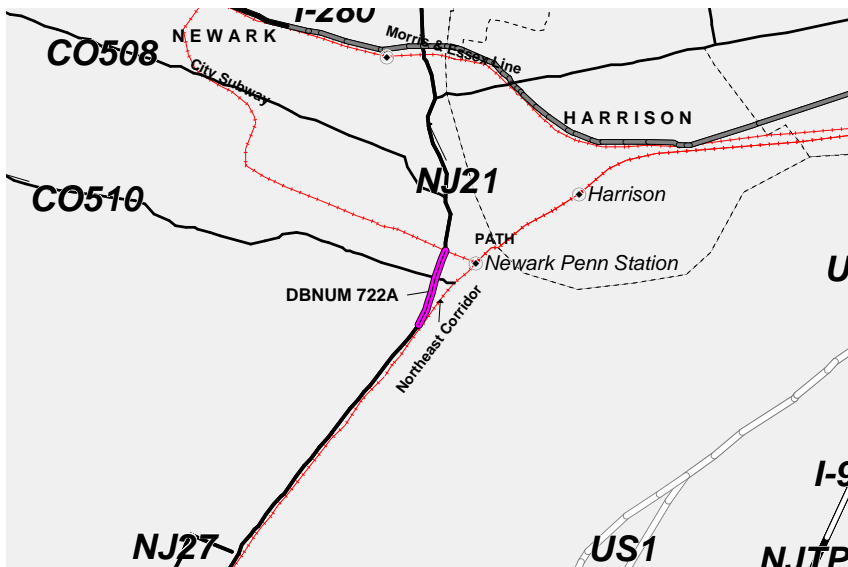 I-280
NEWARK
CO508
Morris & Essex Line
City Subway
HARRISON
NJ21
CO510
Harrison
PATH
Newark Penn Station
DBNUM 722A
Northeast Corridor
U
I-9
NJ27
US1
NJTP